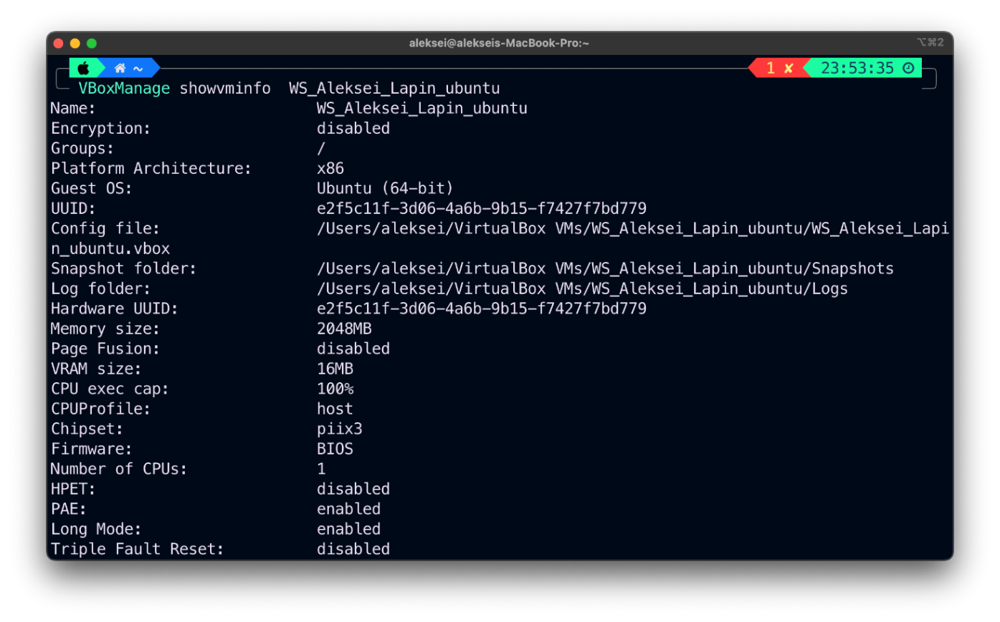 aleksei@alekseis-MacBook-Pro:~ ⌥⌘2
~ 1 ✘ 23:53:35
VBoxManage showvminfo  WS_Aleksei_Lapin_ubuntu
Name: WS_Aleksei_Lapin_ubuntu
Encryption: disabled
Groups: /
Platform Architecture: x86
Guest OS: Ubuntu (64-bit)
UUID: e2f5c11f-3d06-4a6b-9b15-f7427f7bd779
Config file: /Users/aleksei/VirtualBox VMs/WS_Aleksei_Lapin_ubuntu/WS_Aleksei_Lapi
n_ubuntu.vbox
Snapshot folder: /Users/aleksei/VirtualBox VMs/WS_Aleksei_Lapin_ubuntu/Snapshots
Log folder: /Users/aleksei/VirtualBox VMs/WS_Aleksei_Lapin_ubuntu/Logs
Hardware UUID: e2f5c11f-3d06-4a6b-9b15-f7427f7bd779
Memory size: 2048MB
Page Fusion: disabled
VRAM size: 16MB
CPU exec cap: 100%
CPUProfile: host
Chipset: piix3
Firmware: BIOS
Number of CPUs: 1
HPET: disabled
PAE: enabled
Long Mode: enabled
Triple Fault Reset: disabled